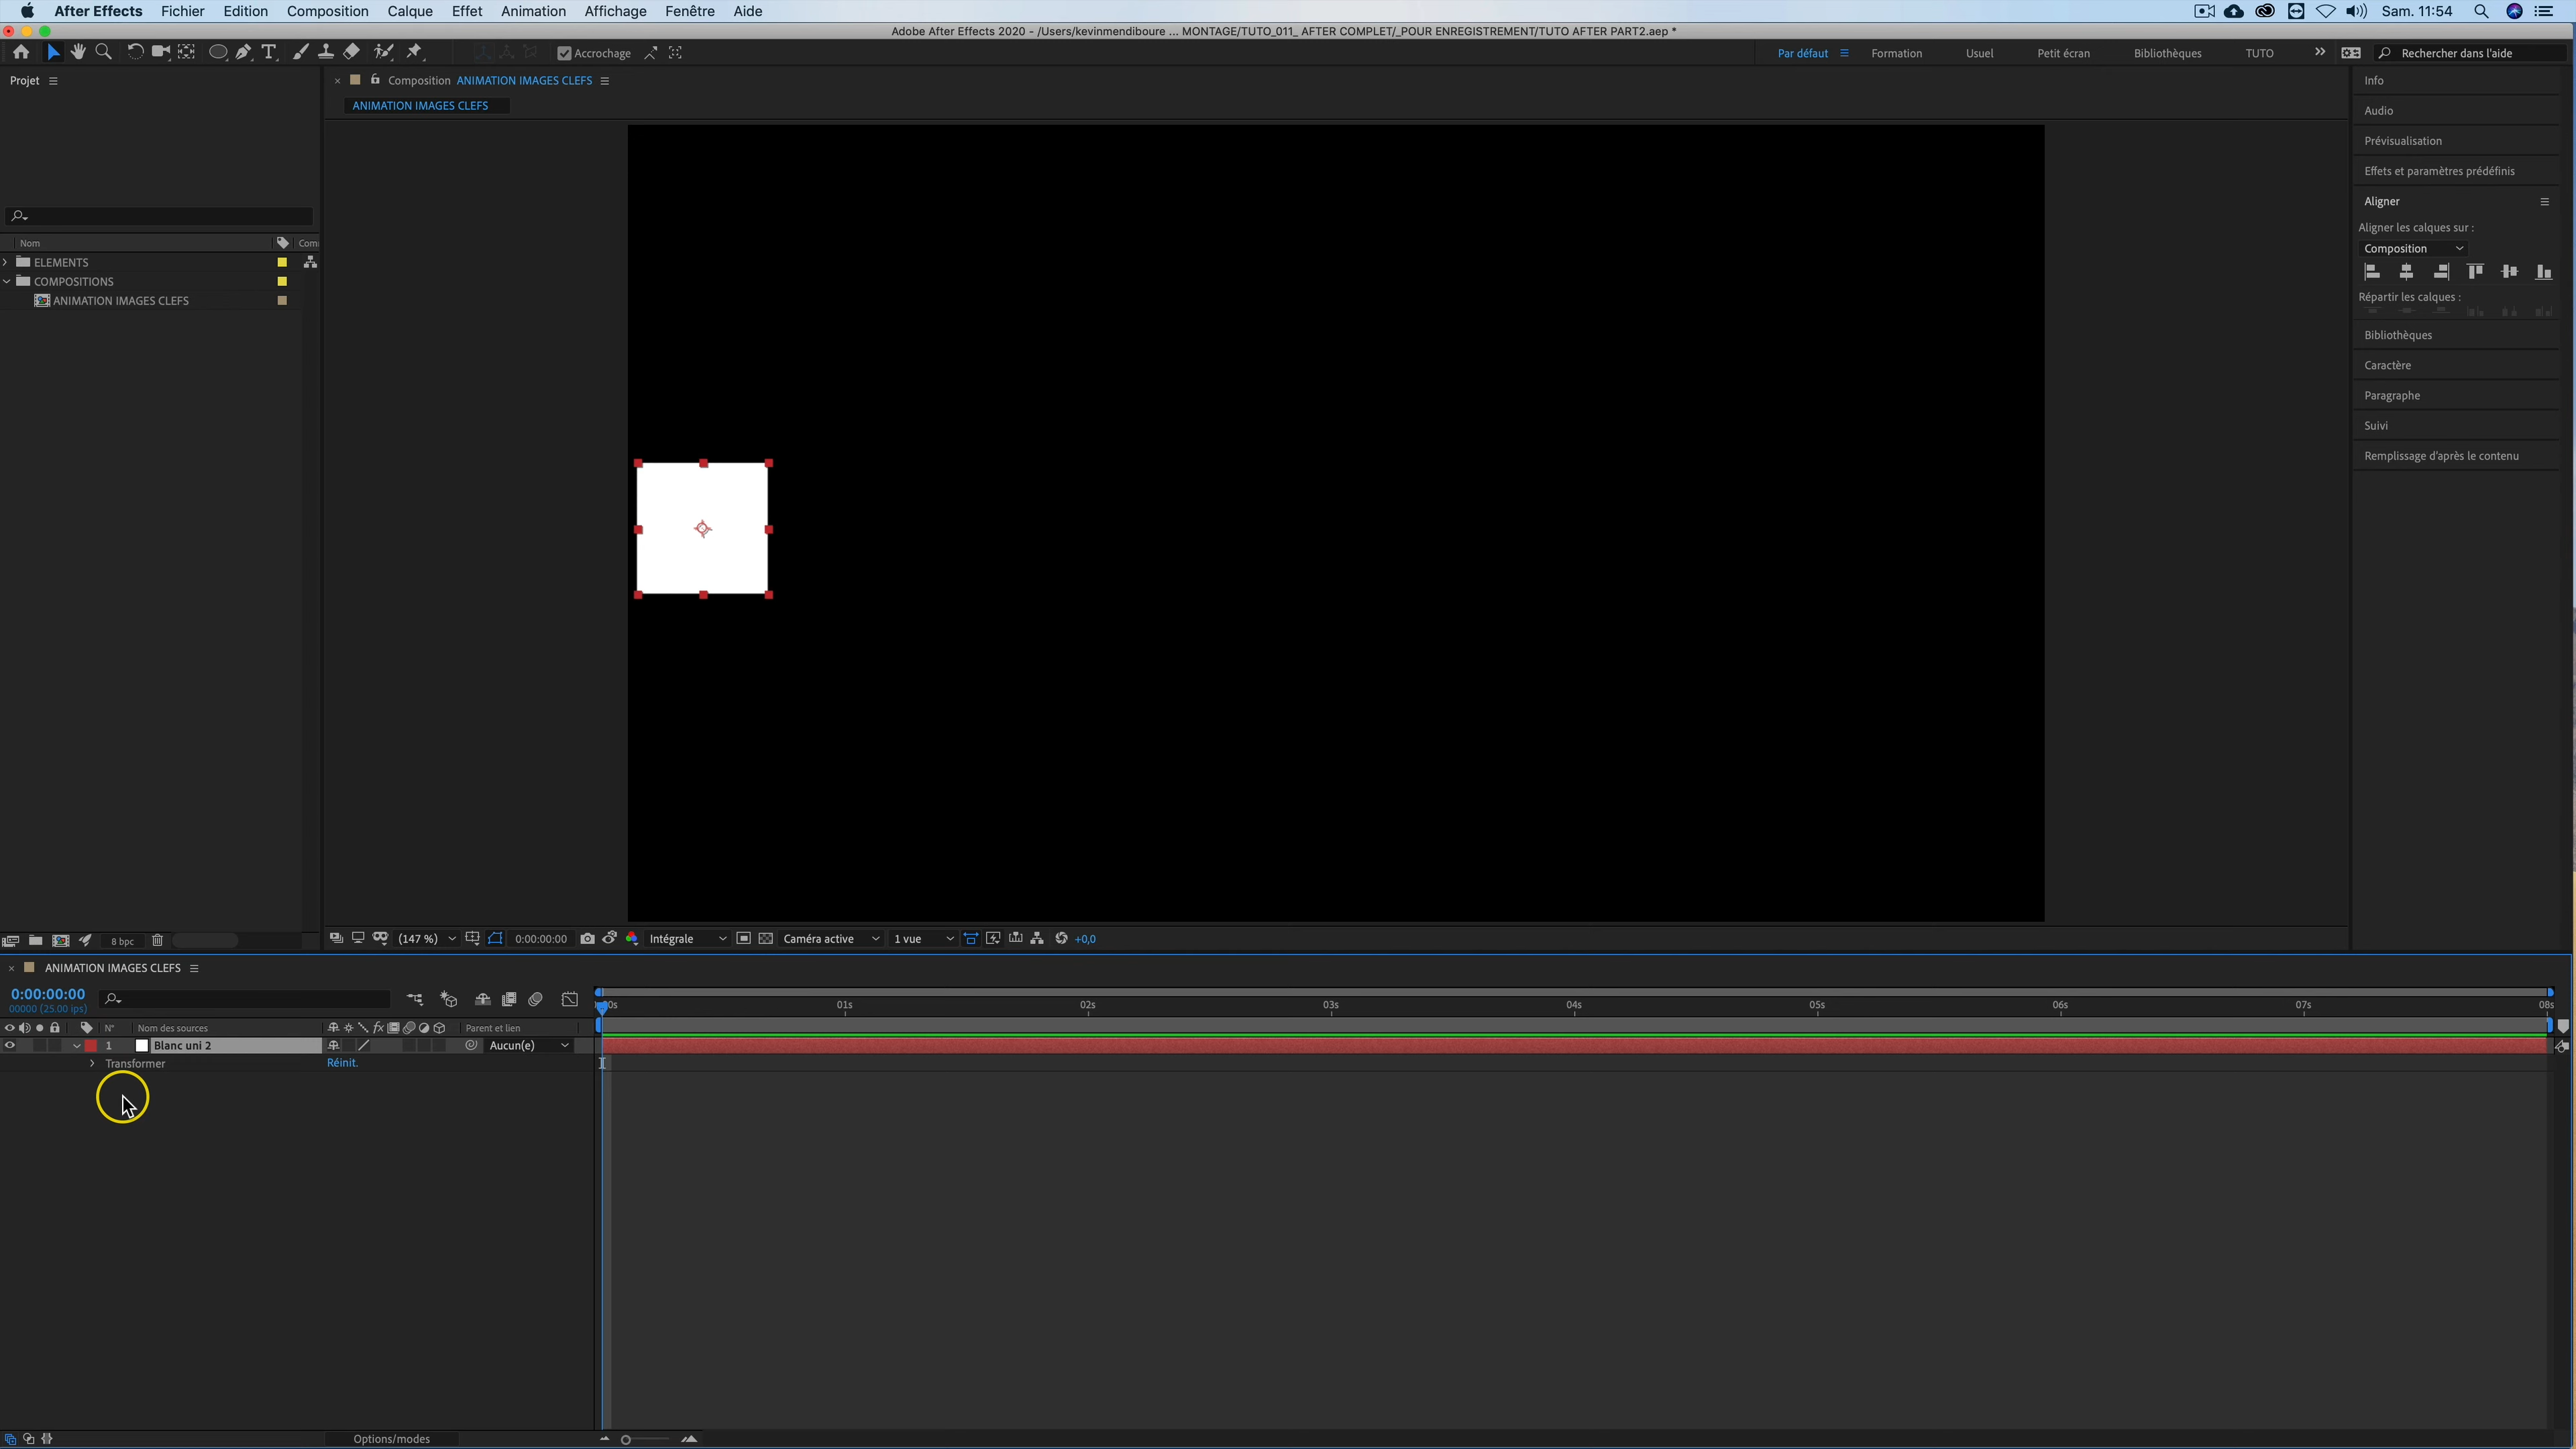 After Effects Fichier Edition Composition Calque Effet Animation Affichage Fenêtre Aide Sam. 11:54
Adobe After Effects 2020 - /Users/kevinmendiboure ... MONTAGE/TUTO_011_ AFTER COMPLET/_POUR ENREGISTREMENT/TUTO AFTER PART2.aep *
Accrochage Par défaut Formation Usuel Petit écran Bibliothèques TUTO Rechercher dans l'aide
Projet
Composition ANIMATION IMAGES CLEFS
ANIMATION IMAGES CLEFS
Nom Com
ELEMENTS
COMPOSITIONS
ANIMATION IMAGES CLEFS
Info
Audio
Prévisualisation
Effets et paramètres prédéfinis
Aligner
Aligner les calques sur :
Composition
Répartir les calques :
Bibliothèques
Caractère
Paragraphe
Suivi
Remplissage d'après le contenu
8 bpc (147 %) 0:00:00:00 Intégrale Caméra active 1 vue +0,0
ANIMATION IMAGES CLEFS
0:00:00:00
00000 (25.00 ips)
00s 01s 02s 03s 04s 05s 06s 07s 08s
N° Nom des sources fx Parent et lien
1 Blanc uni 2 Aucun(e)
Transformer Réinit.
Options/modes